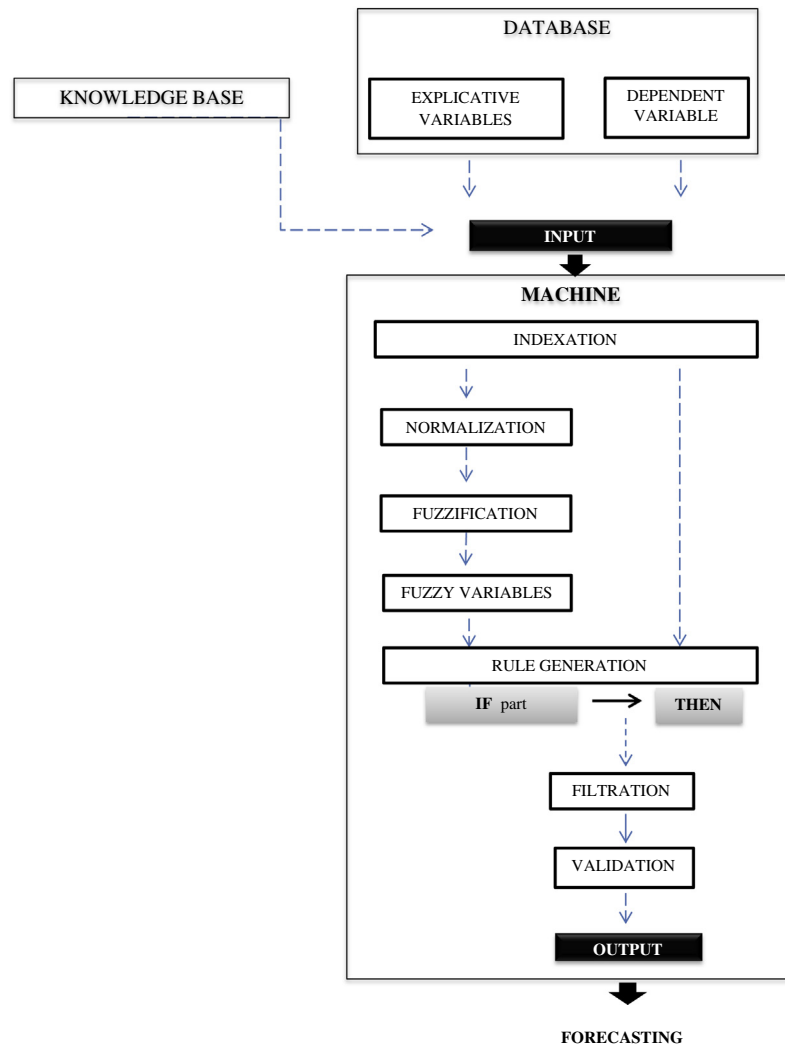 DATABASE
KNOWLEDGE BASE
EXPLICATIVE
VARIABLES
DEPENDENT
VARIABLE
INPUT
MACHINE
INDEXATION
NORMALIZATION
FUZZIFICATION
FUZZY VARIABLES
RULE GENERATION
IF part
THEN
FILTRATION
VALIDATION
OUTPUT
FORECASTING